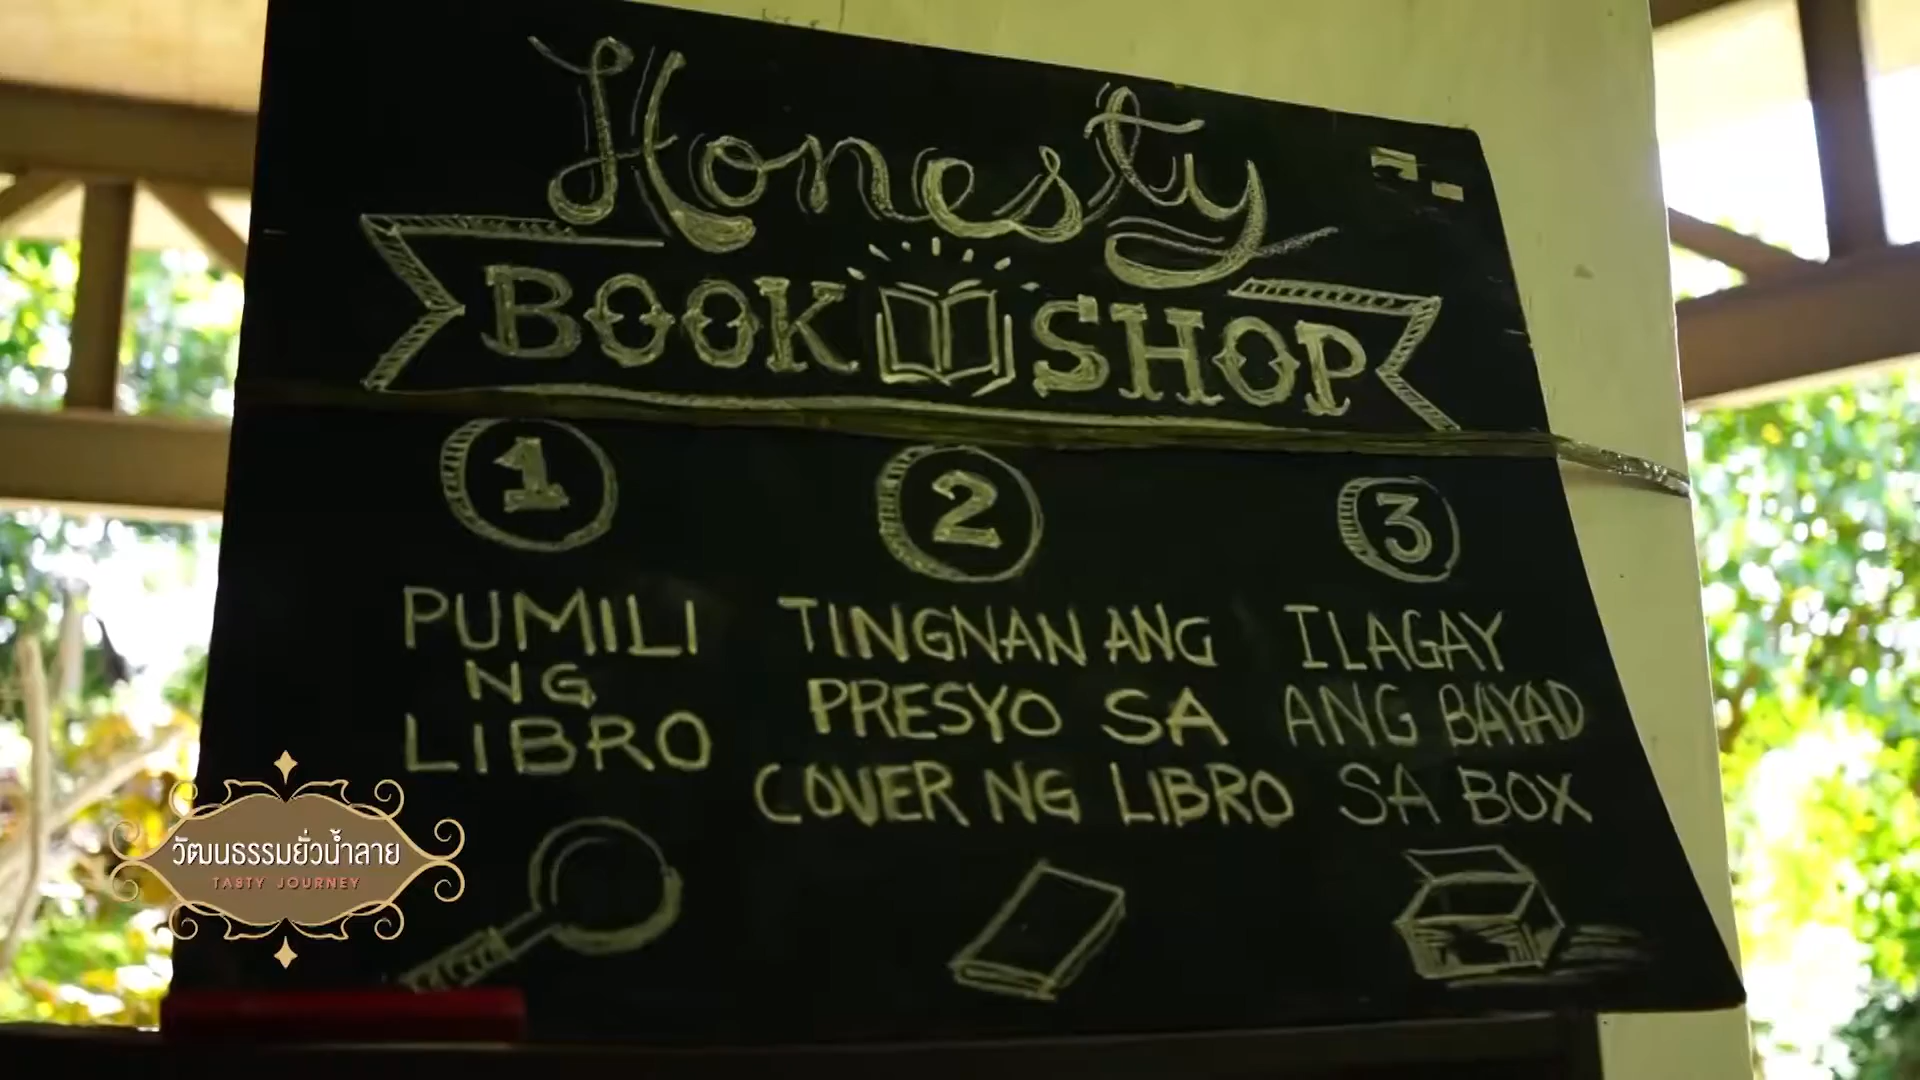 Honesty
BOOK SHOP
1
PUMILI
NG
LIBRO
2
TINGNAN ANG
PRESYO SA
COVER NG LIBRO
3
ILAGAY
ANG BAYAD
SA BOX
วัฒนธรรมยั่วน้ำลาย
TASTY JOURNEY